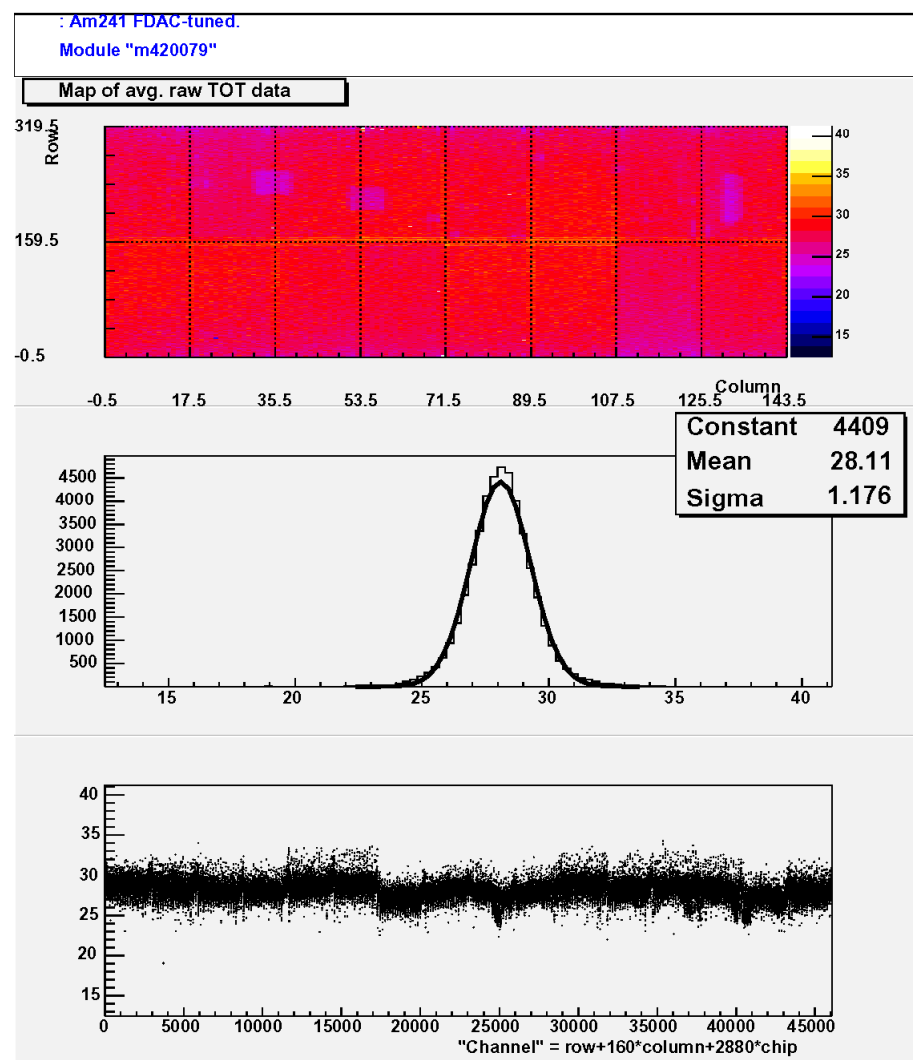 : Am241 FDAC-tuned.
Module "m420079"
Map of avg. raw TOT data
319.5
Row
159.5
-0.5
40
35
30
25
20
15
Column
-0.5 17.5 35.5 53.5 71.5 89.5 107.5 125.5 143.5
Constant 4409
Mean 28.11
Sigma 1.176
4500
4000
3500
3000
2500
2000
1500
1000
500
15 20 25 30 35 40
40
35
30
25
20
15
0 5000 10000 15000 20000 25000 30000 35000 40000 45000
"Channel" = row+160*column+2880*chip